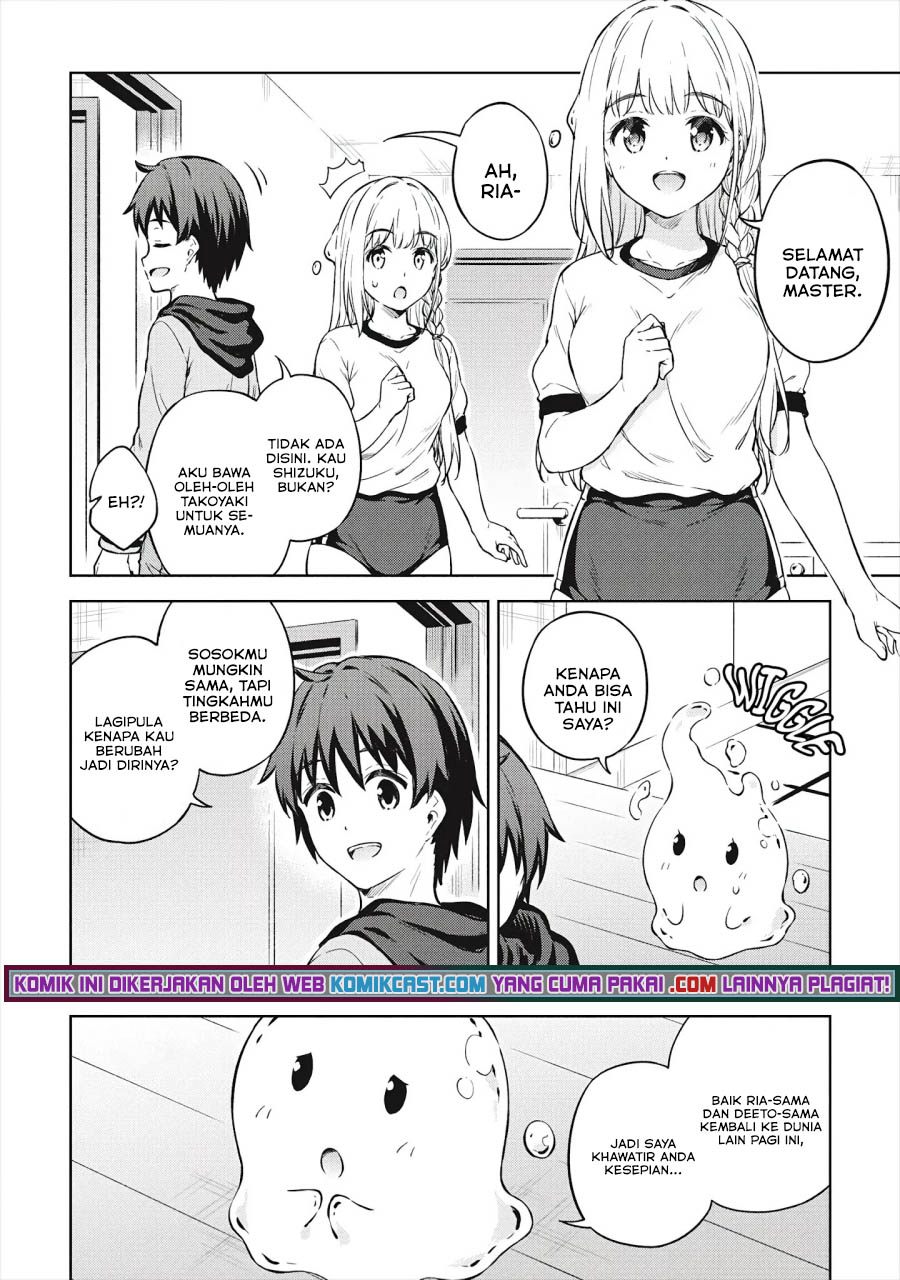 SELAMAT
DATANG,
MASTER.
AH,
RIA-
TIDAK ADA
DISINI. KAU
SHIZUKU,
BUKAN?
AKU BAWA
OLEH-OLEH
TAKOYAKI
UNTUK SE-
MUANYA.
EH?!
WIGGLE
KENAPA
ANDA BISA
TAHU INI
SAYA?
SOSOKMU
MUNGKIN
SAMA, TAPI
TINGKAHMU
BERBEDA.
LAGIPULA
KENAPA KAU
BERUBAH
JADI DIRINYA?
KOMIK INI DIKERJAKAN OLEH WEB KOMIKCAST.COM YANG CUMA PAKAI .COM LAINNYA PLAGIAT!
BAIK RIA-SAMA
DAN DEETO-SAMA
KEMBALI KE DUNIA
LAIN PAGI INI,
JADI SAYA
KHAWATIR ANDA
KESEPIAN...